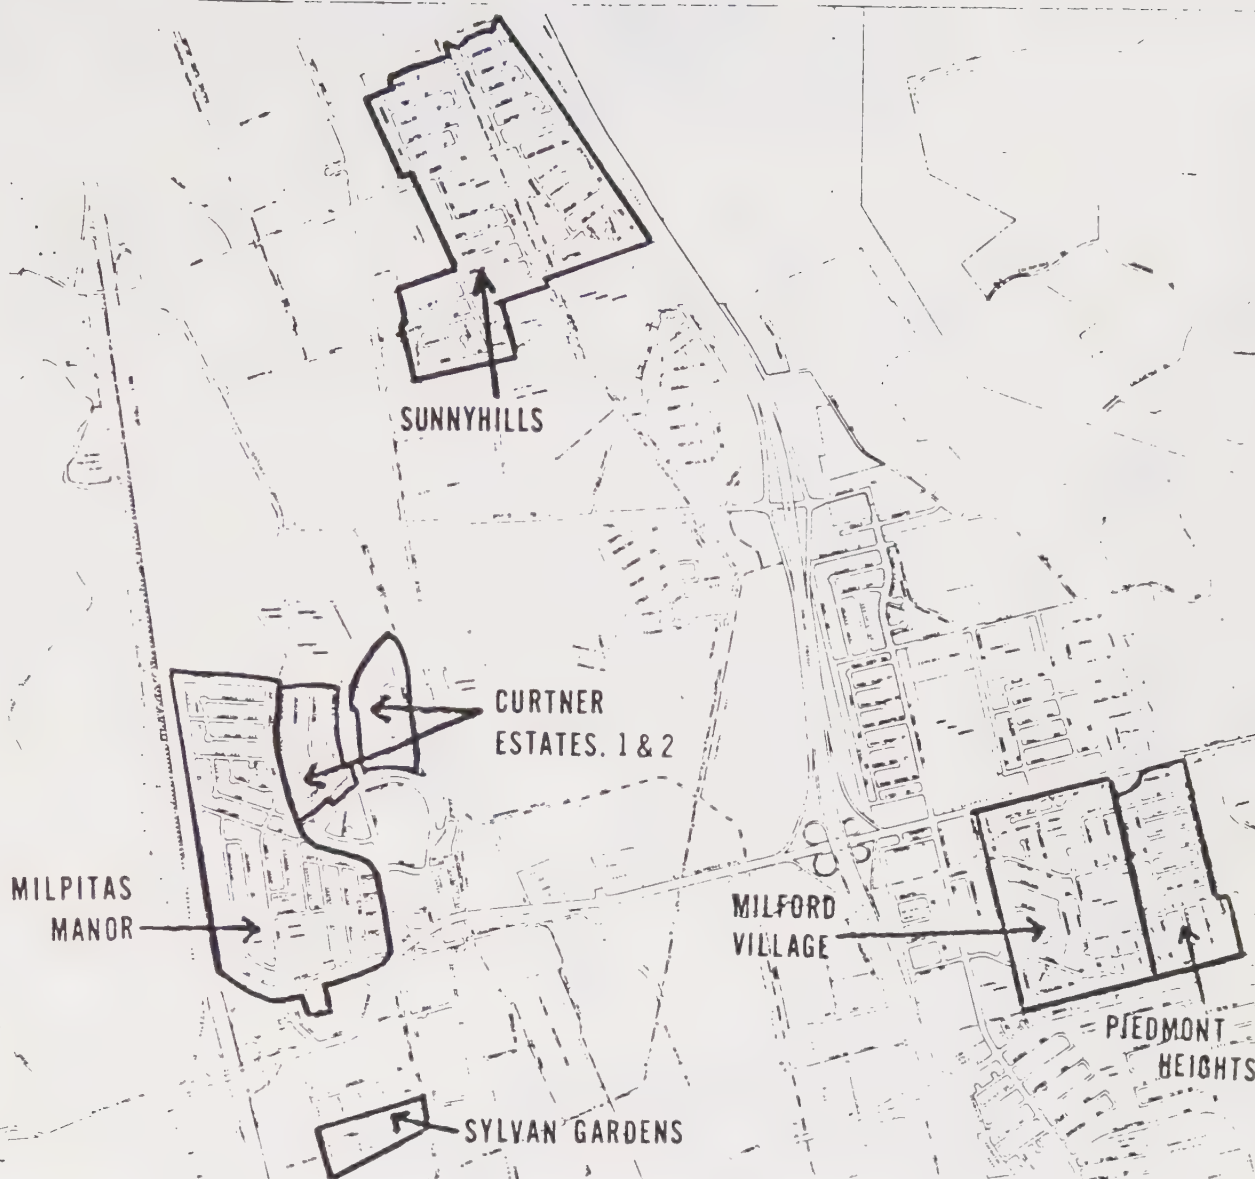 SUNNYHILLS
CURTNER
ESTATES. 1 & 2
MILPITAS
MANOR
MILFORD
VILLAGE
PIEDMONT
HEIGHTS
SYLVAN GARDENS